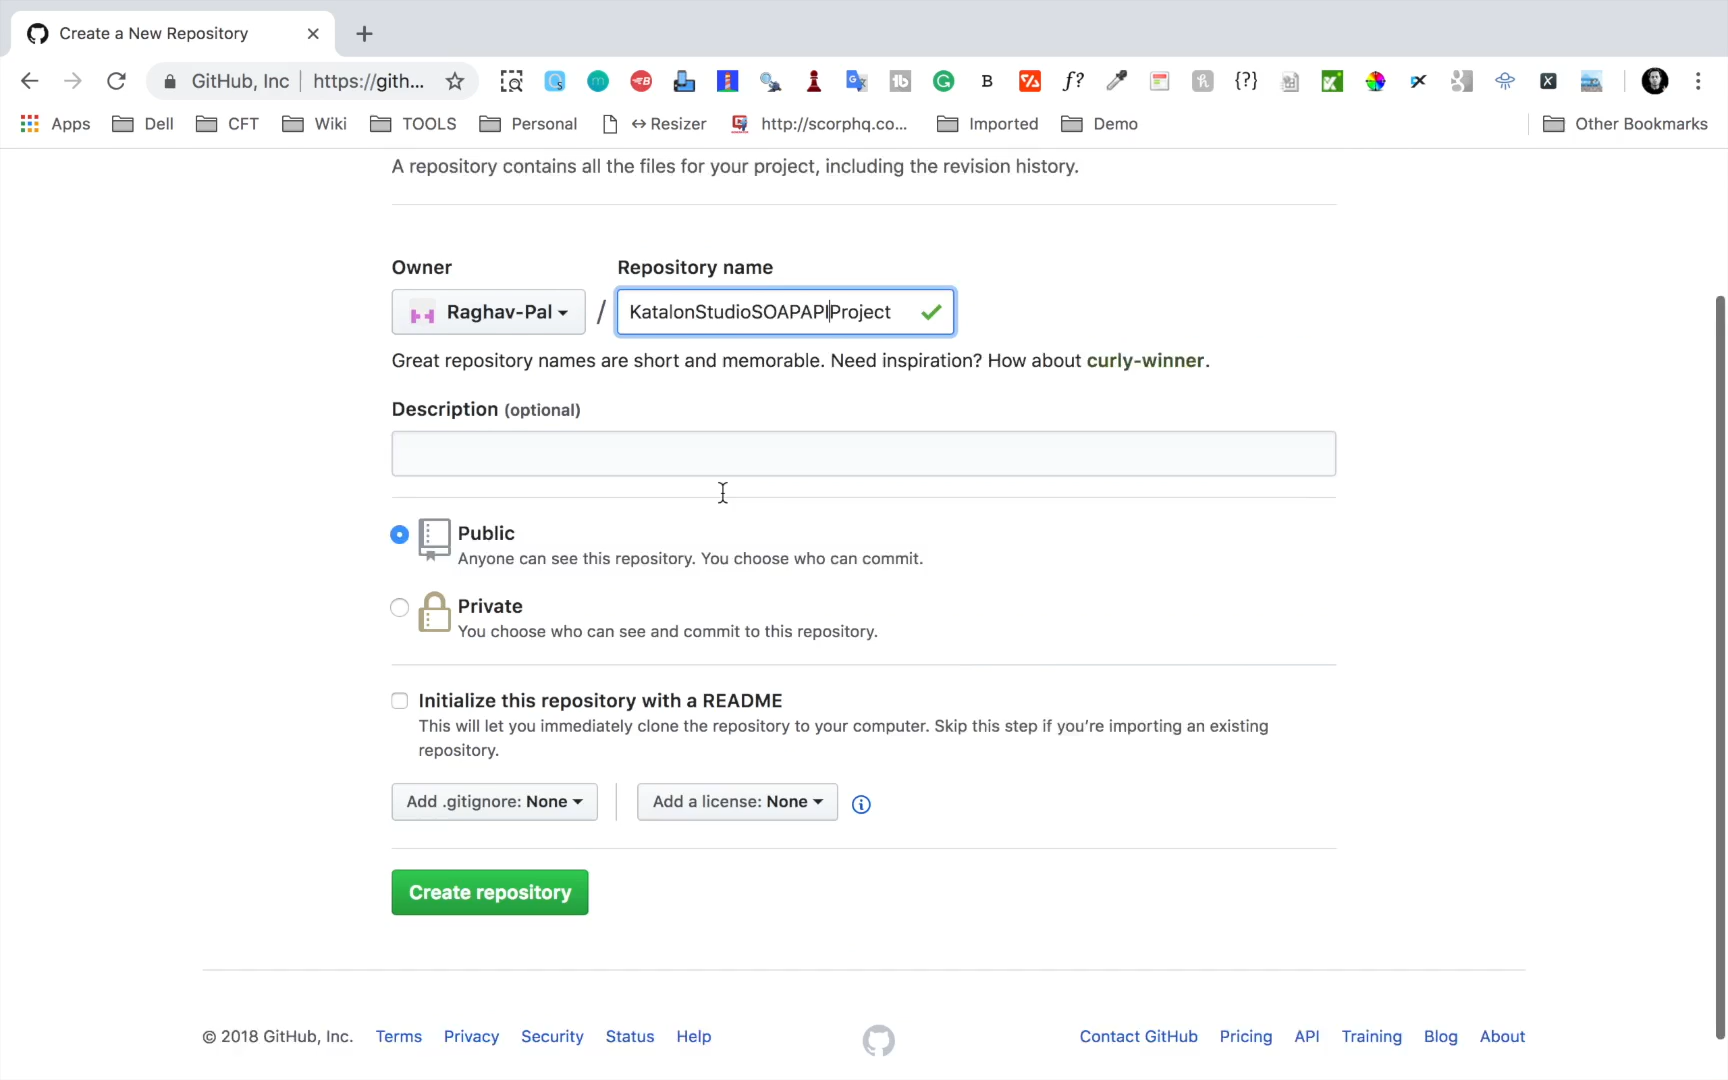 Create a New Repository
GitHub, Inc https://gith...
Apps Dell CFT Wiki TOOLS Personal ↔Resizer http://scorphq.co... Imported Demo Other Bookmarks
A repository contains all the files for your project, including the revision history.
Owner Repository name
Raghav-Pal / KatalonStudioSOAPAPIProject
Great repository names are short and memorable. Need inspiration? How about curly-winner.
Description (optional)
Public
Anyone can see this repository. You choose who can commit.
Private
You choose who can see and commit to this repository.
Initialize this repository with a README
This will let you immediately clone the repository to your computer. Skip this step if you’re importing an existing
repository.
Add .gitignore: None Add a license: None
Create repository
© 2018 GitHub, Inc. Terms Privacy Security Status Help Contact GitHub Pricing API Training Blog About